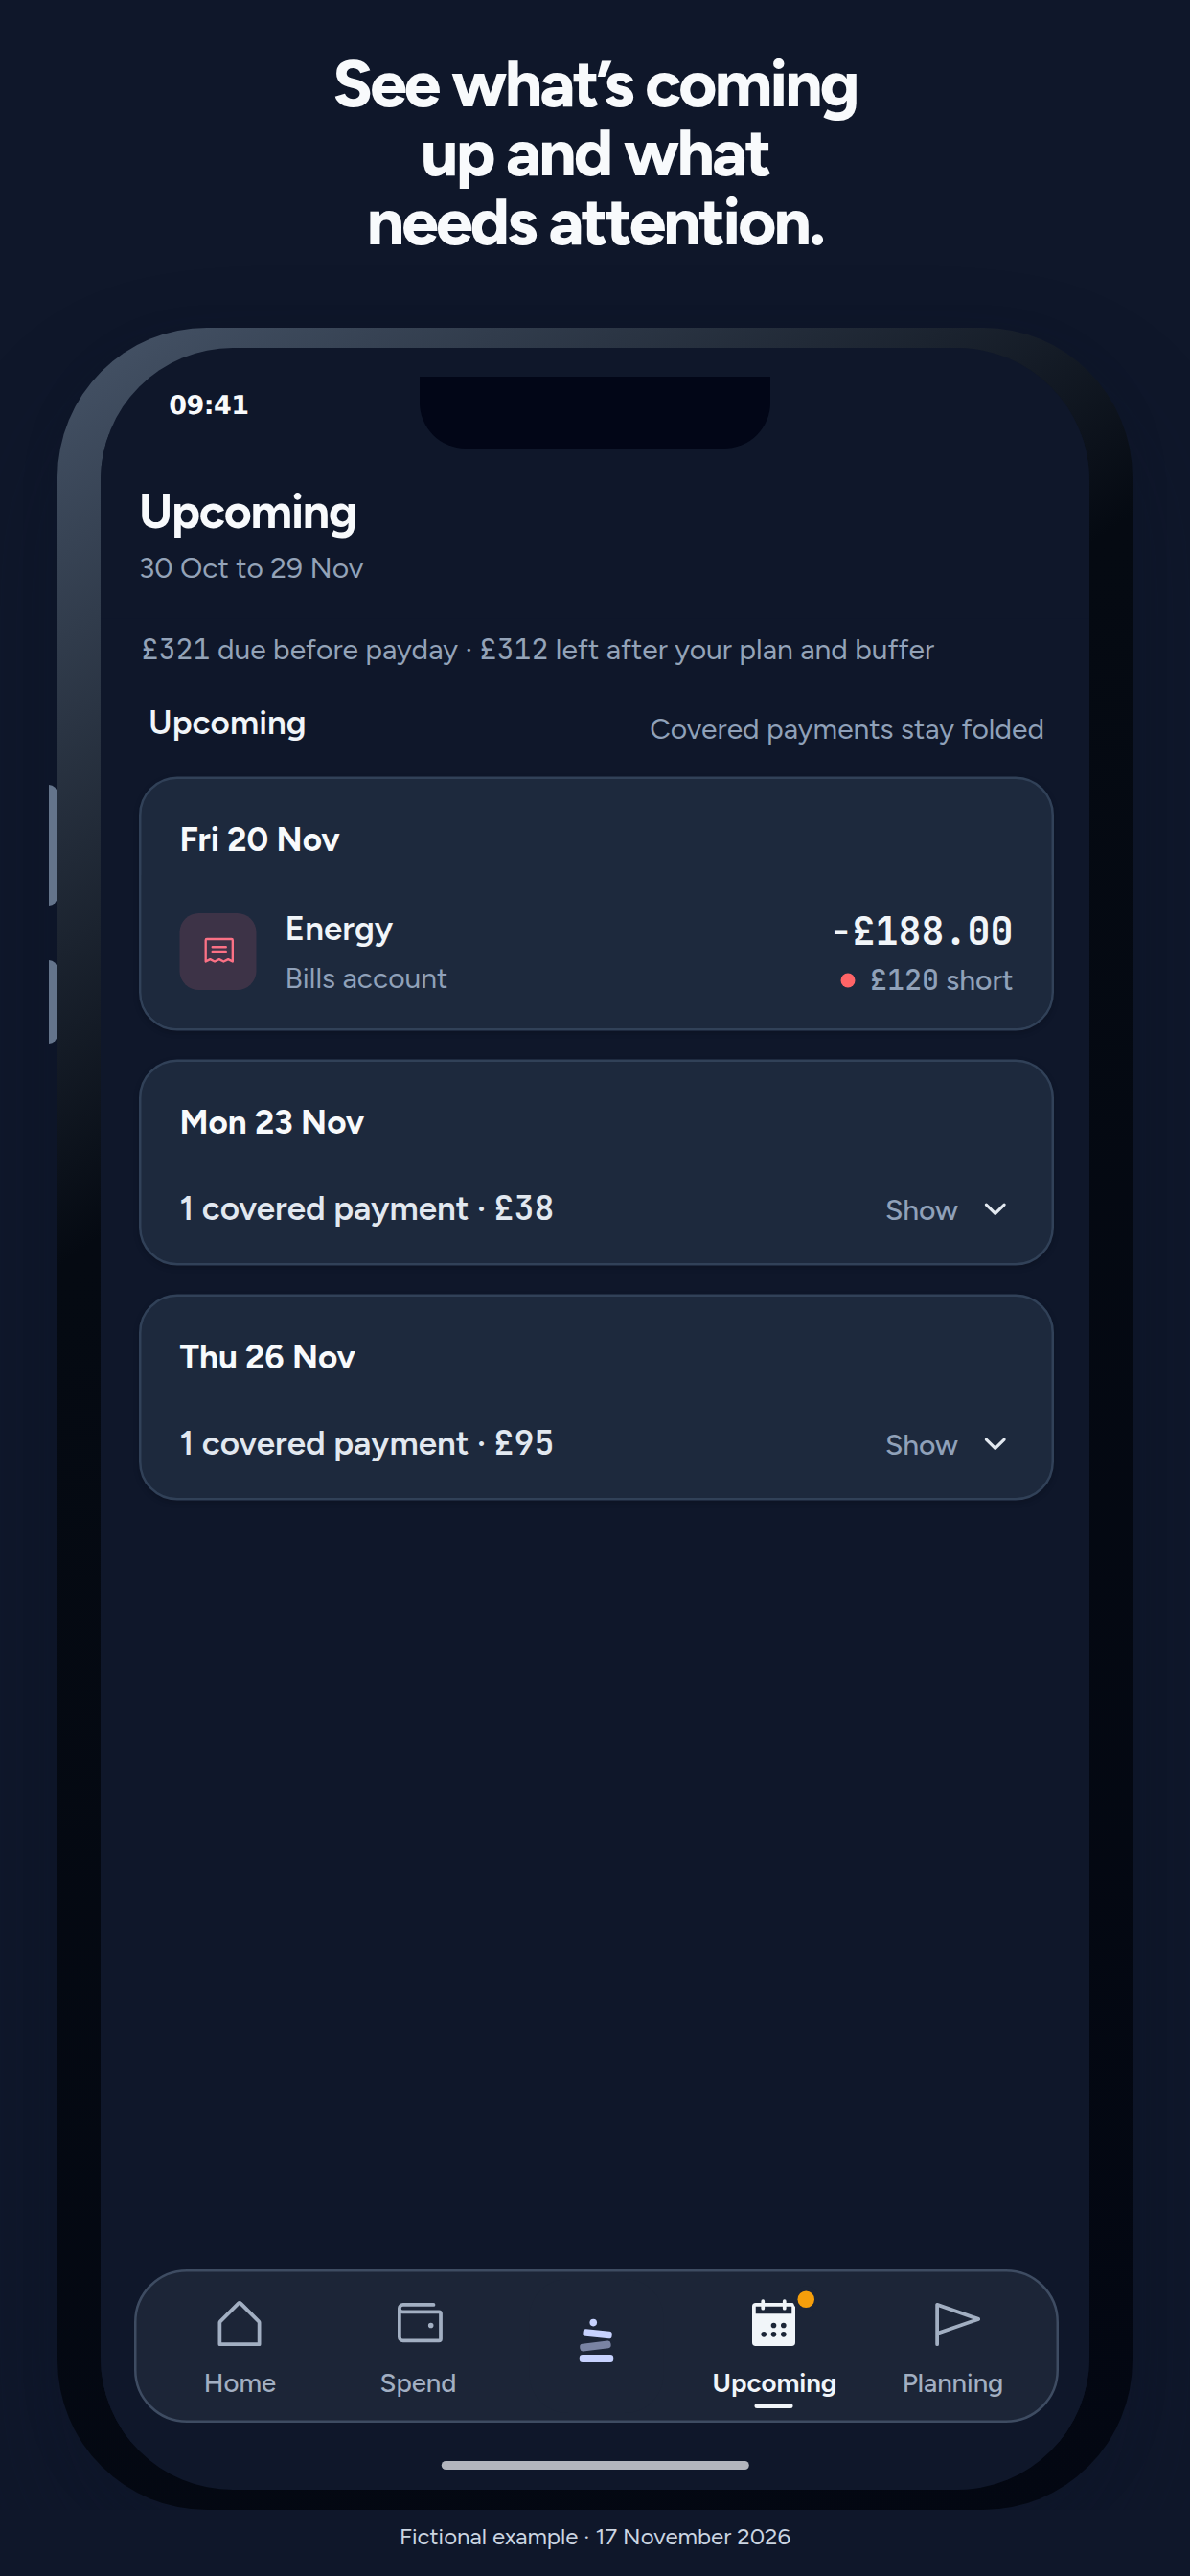 See what’s coming
up and what
needs attention.
09:41
Upcoming
30 Oct to 29 Nov
£321 due before payday · £312 left after your plan and buffer
Upcoming
Covered payments stay folded
Fri 20 Nov
Energy
-£188.00
Bills account
£120 short
Mon 23 Nov
1 covered payment · £38
Show
Thu 26 Nov
1 covered payment · £95
Show
Home
Spend
Upcoming
Planning
Fictional example · 17 November 2026